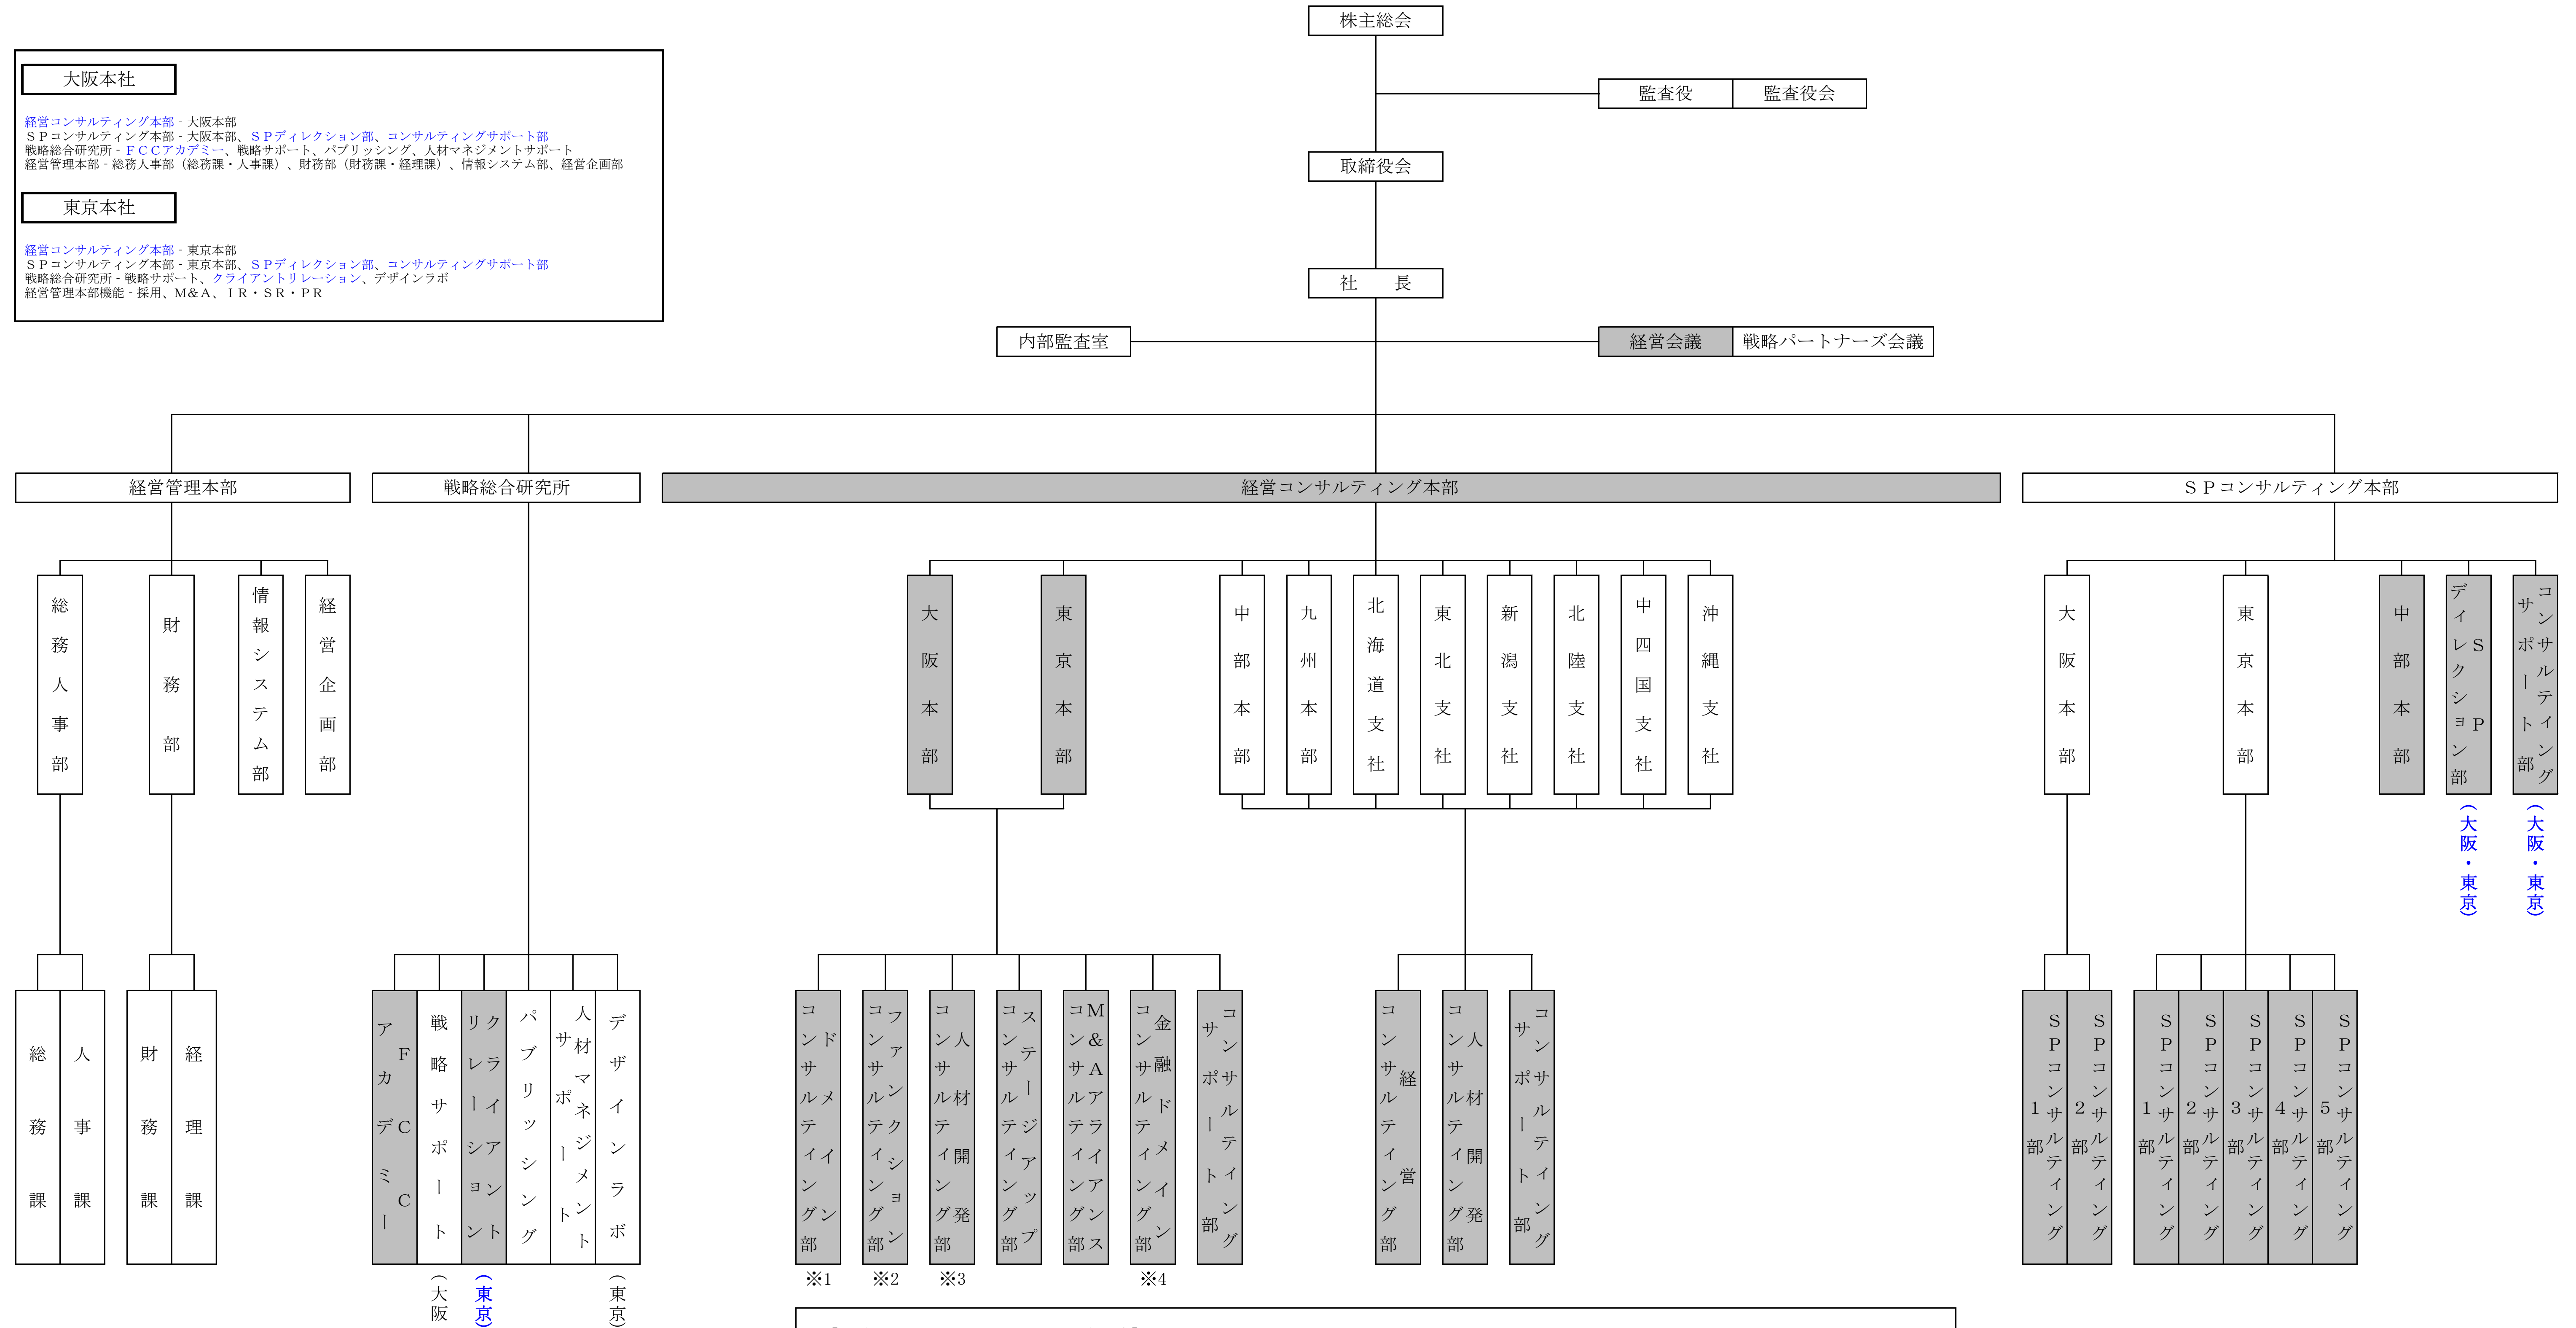 株主総会
監査役
監査役会
取締役会
社　　長
内部監査室
経営会議
戦略パートナーズ会議
大阪本社
経営コンサルティング本部 - 大阪本部
ＳＰコンサルティング本部 - 大阪本部、ＳＰディレクション部、コンサルティングサポート部
戦略総合研究所 - ＦＣＣアカデミー、戦略サポート、パブリッシング、人材マネジメントサポート
経営管理本部 - 総務人事部（総務課・人事課）、財務部（財務課・経理課）、情報システム部、経営企画部
東京本社
経営コンサルティング本部 - 東京本部
ＳＰコンサルティング本部 - 東京本部、ＳＰディレクション部、コンサルティングサポート部
戦略総合研究所 - 戦略サポート、クライアントリレーション、デザインラボ
経営管理本部機能 - 採用、Ｍ＆Ａ、ＩＲ・ＳＲ・ＰＲ
経営管理本部
戦略総合研究所
経営コンサルティング本部
ＳＰコンサルティング本部
総務人事部
財務部
情報システム部
経営企画部
大阪本部
東京本部
中部本部
九州本部
北海道支社
東北支社
新潟支社
北陸支社
中四国支社
沖縄支社
大阪本部
東京本部
中部本部
ＳＰ
ディレクション部
（大阪・東京）
コンサルティング
サポート部
（大阪・東京）
総務課
人事課
財務課
経理課
ＦＣＣ
アカデミー
戦略サポート
（大阪
クライアント
リレーション
（東京）
パブリッシング
人材マネジメント
サポート
デザインラボ
（東京）
ドメイン
コンサルティング部
※1
ファンクション
コンサルティング部
※2
人材開発
コンサルティング部
※3
ステージアップ
コンサルティング部
Ｍ＆Ａアライアンス
コンサルティング部
金融ドメイン
コンサルティング部
※4
コンサルティング
サポート部
経営
コンサルティング部
人材開発
コンサルティング部
コンサルティング
サポート部
ＳＰコンサルティング
１部
ＳＰコンサルティング
２部
ＳＰコンサルティング
１部
ＳＰコンサルティング
２部
ＳＰコンサルティング
３部
ＳＰコンサルティング
４部
ＳＰコンサルティング
５部